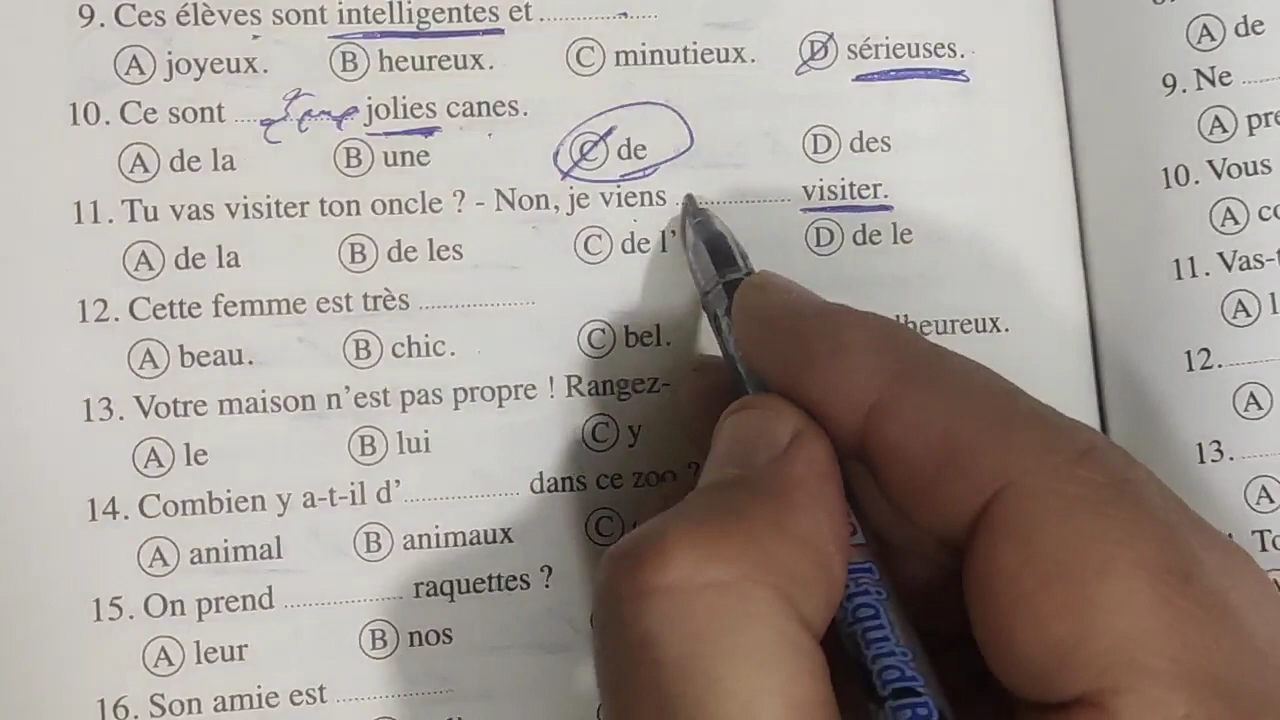 9. Ces élèves sont intelligentes et ....................
A joyeux. B heureux. C minutieux. D sérieuses.
10. Ce sont .................... jolies canes.
A de la B une C de D des
11. Tu vas visiter ton oncle ? - Non, je viens .................... visiter.
A de la B de les C de l' D de le
12. Cette femme est très ....................
A beau. B chic. C bel. heureux.
13. Votre maison n'est pas propre ! Rangez-
A le B lui C y
14. Combien y a-t-il d'.................... dans ce zoo ?
A animal B animaux C
15. On prend .................... raquettes ?
A leur B nos
16. Son amie est ....................
A de
9. Ne ....
A
10. Vous
A
11. Vas-
A
12. ........
A
13. ........
A
Liquid